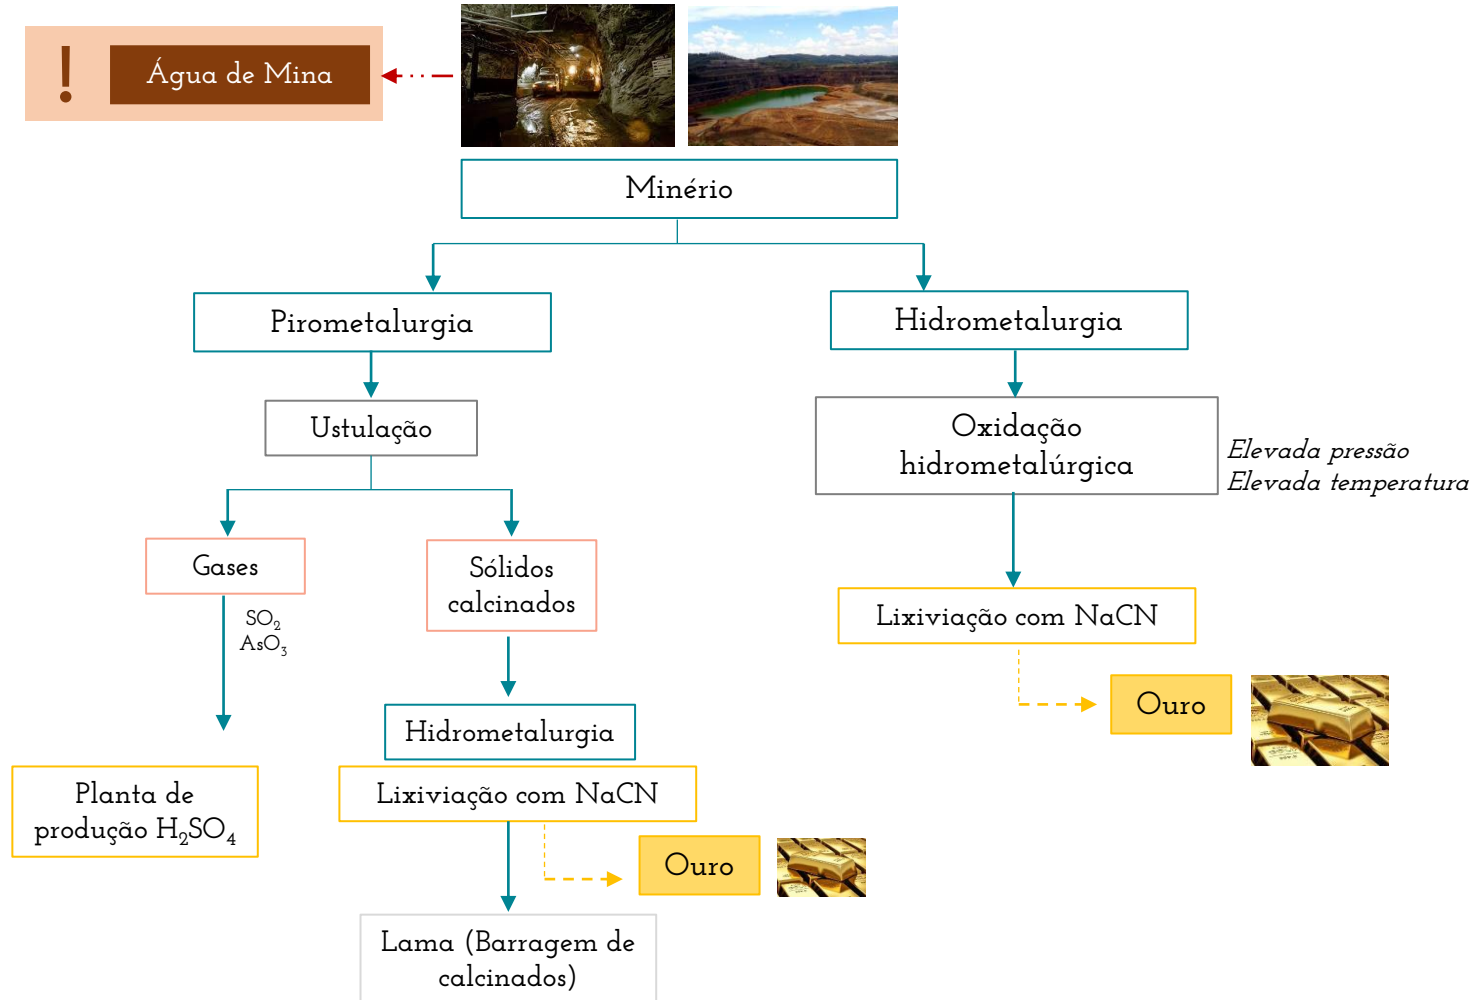 !
Água de Mina
Minério
Pirometalurgia
Hidrometalurgia
Ustulação
Oxidação
hidrometalúrgica
Elevada pressão
Elevada temperatura
Gases
Sólidos
calcinados
SO₂
AsO₃
Lixiviação com NaCN
Ouro
Hidrometalurgia
Planta de
produção H₂SO₄
Lixiviação com NaCN
Ouro
Lama (Barragem de
calcinados)